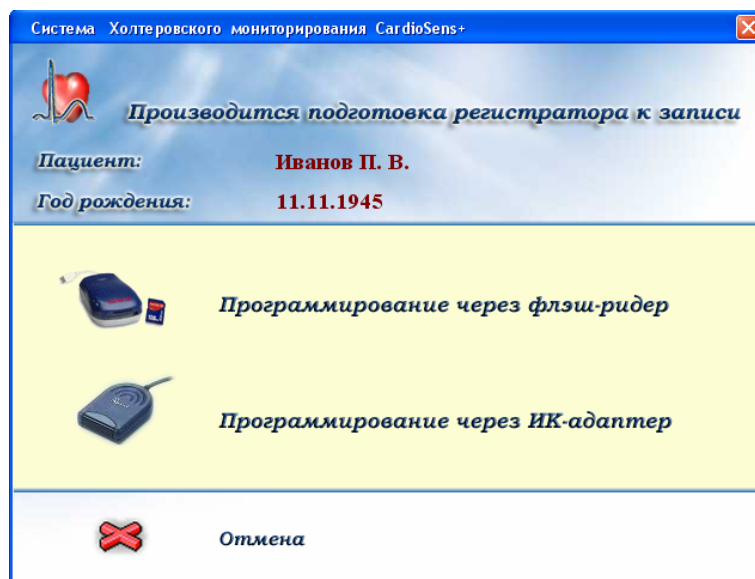 Система Холтеровского мониторирования CardioSens+
Производится подготовка регистратора к записи
Пациент: Иванов П. В.
Год рождения: 11.11.1945
Программирование через флэш-ридер
Программирование через ИК-адаптер
Отмена